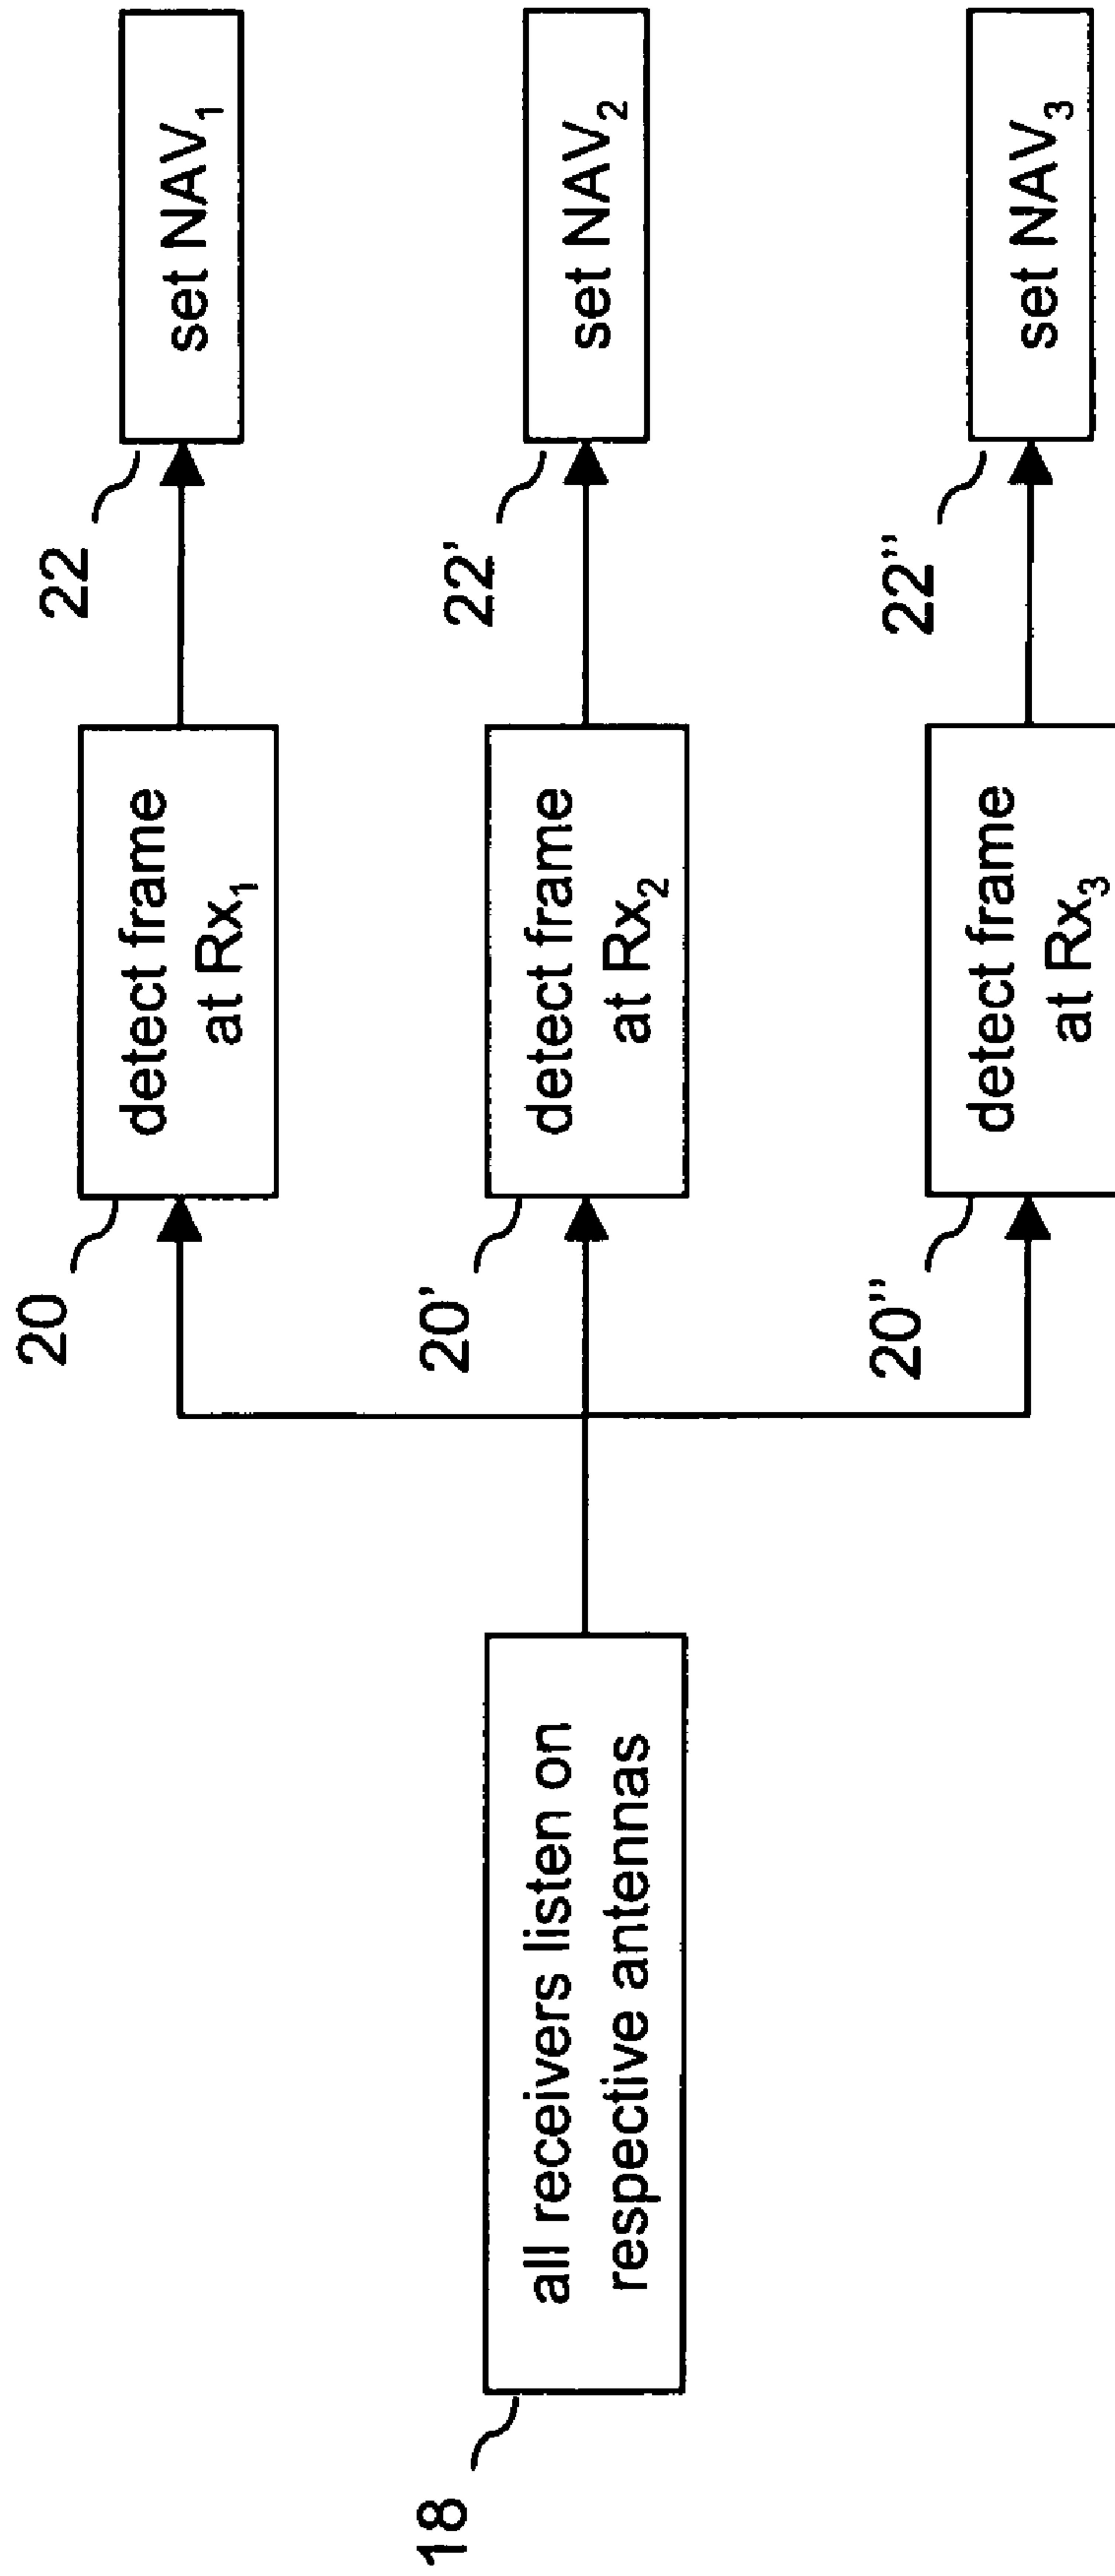 18
all receivers listen on
respective antennas
20
detect frame
at Rx₁
22
set NAV₁
20'
detect frame
at Rx₂
22'
set NAV₂
20''
detect frame
at Rx₃
22''
set NAV₃